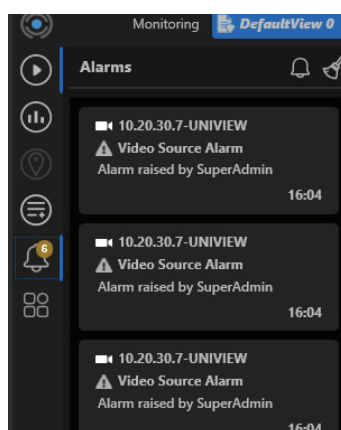 Monitoring DefaultView 0
Alarms
10.20.30.7-UNIVIEW
Video Source Alarm
Alarm raised by SuperAdmin
16:04
6
10.20.30.7-UNIVIEW
Video Source Alarm
Alarm raised by SuperAdmin
16:04
10.20.30.7-UNIVIEW
Video Source Alarm
Alarm raised by SuperAdmin
16:04